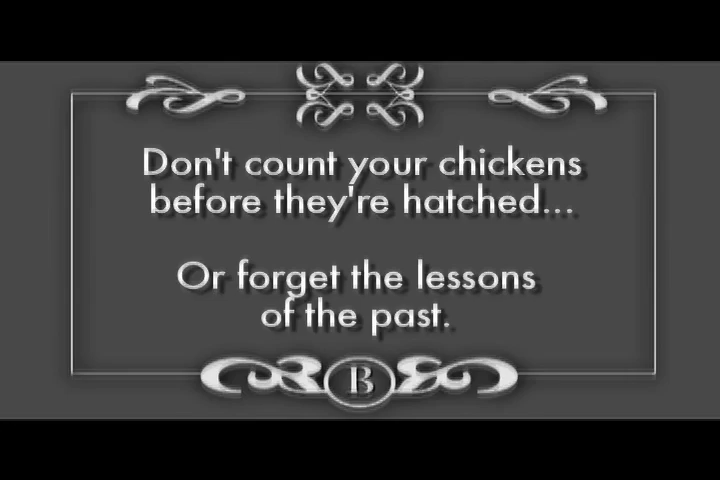 Don't count your chickens
before they're hatched...
Or forget the lessons
of the past.
B